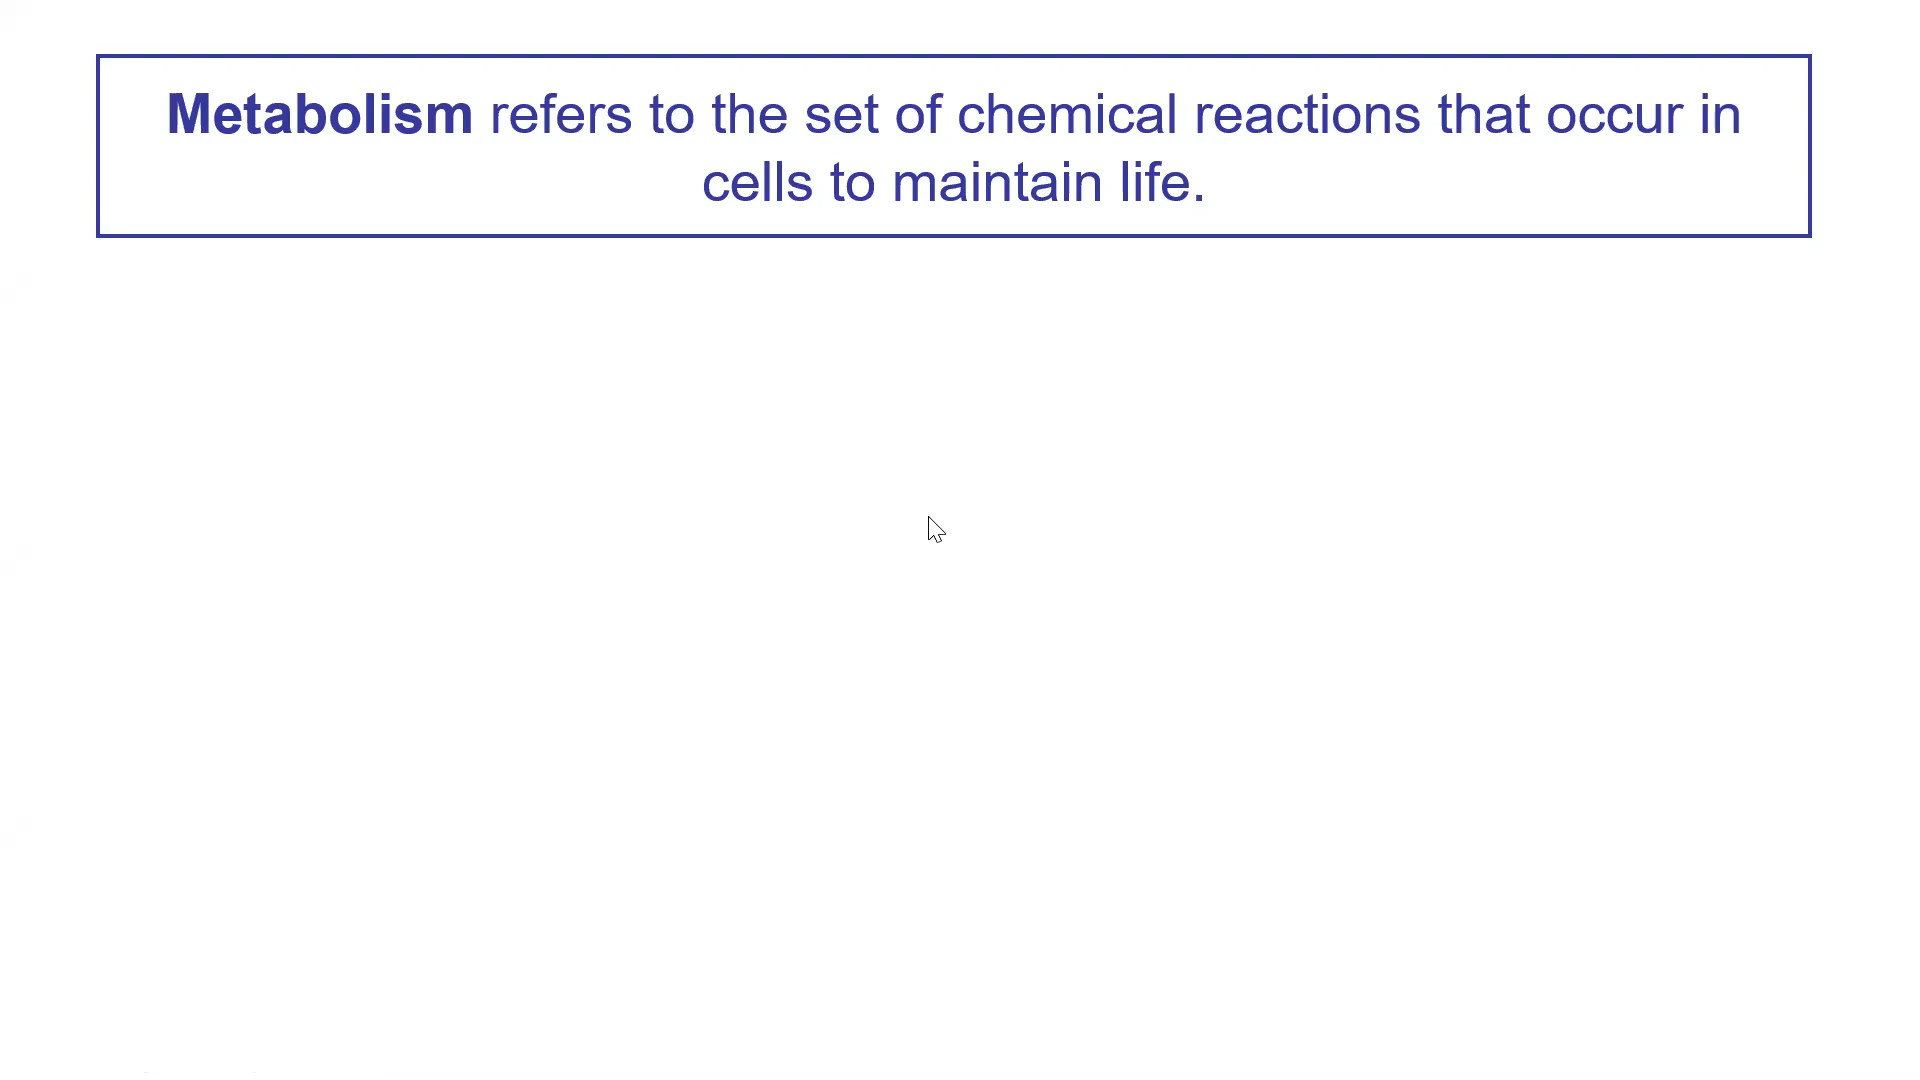 Metabolism refers to the set of chemical reactions that occur in
cells to maintain life.